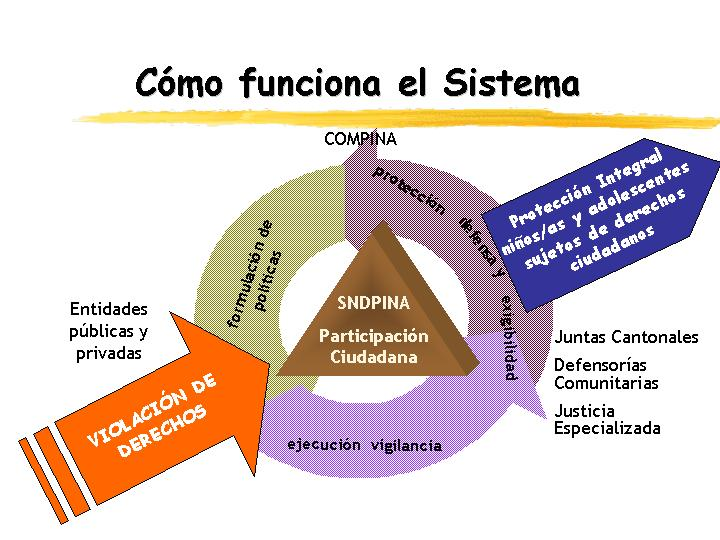 Cómo funciona el Sistema
COMPINA
protección defensa y exigibilidad
Protección Integral
niños/as y adolescentes
sujetos de derechos
ciudadanos
formulación de
políticas
SNDPINA
Participación
Ciudadana
Entidades
públicas y
privadas
Juntas Cantonales
Defensorías
Comunitarias
Justicia
Especializada
VIOLACIÓN DE
DERECHOS
ejecución vigilancia